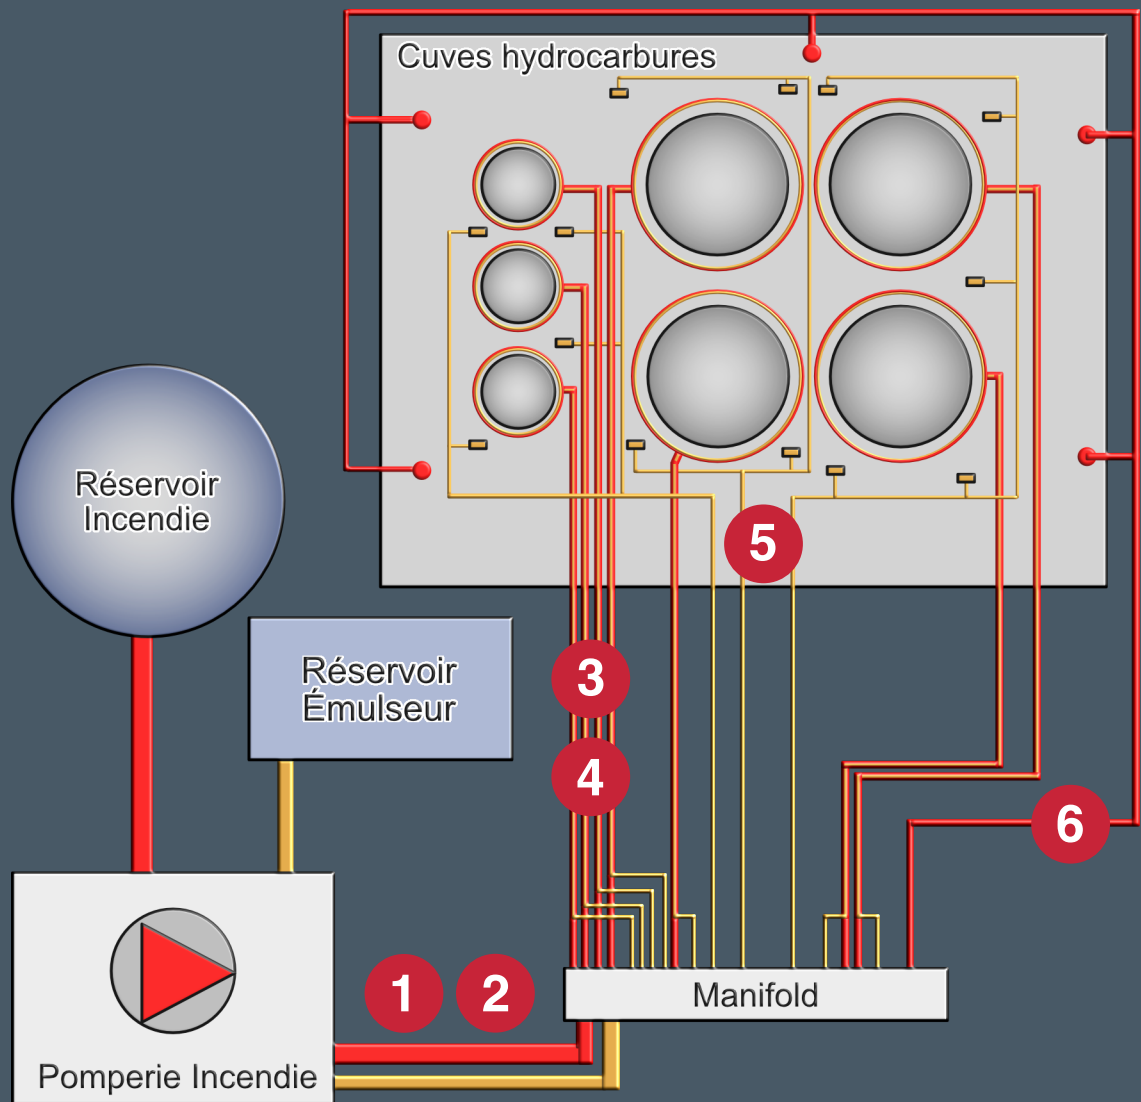 Cuves hydrocarbures
Réservoir
Incendie
5
Réservoir
Émulseur
3
4
6
1 2
Manifold
Pomperie Incendie